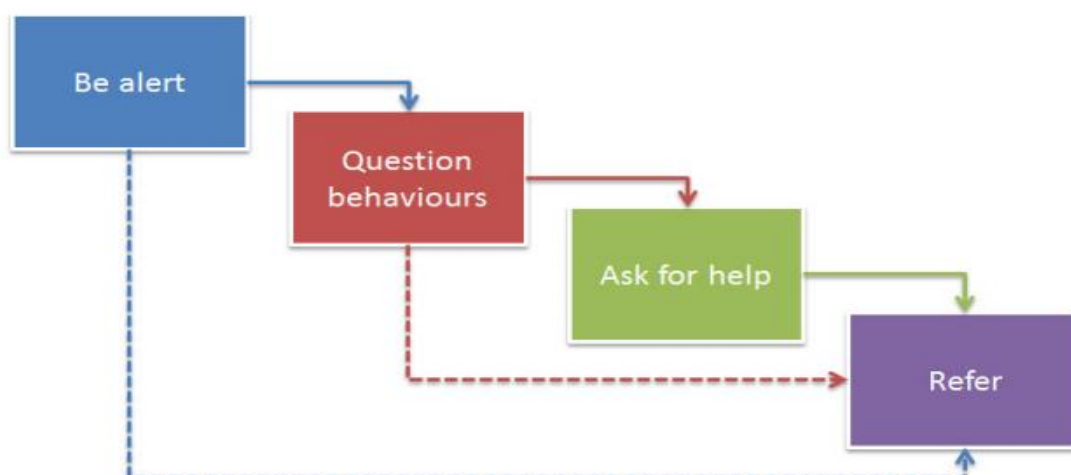 Be alert
Question
behaviours
Ask for help
Refer